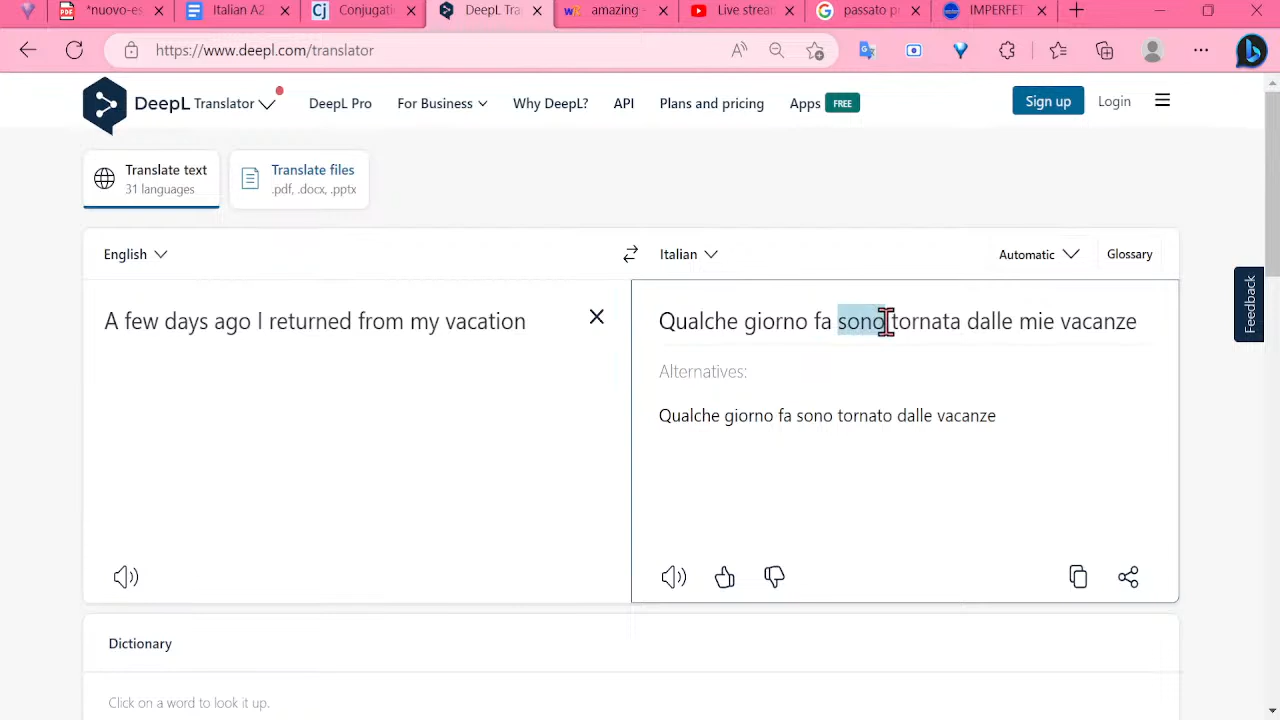 *nuovo-es
Italian A2
Conjugati
DeepL Tra
amazing -
Live strea
passato p
IMPERFET
https://www.deepl.com/translator
DeepL Translator
DeepL Pro
For Business
Why DeepL?
API
Plans and pricing
Apps FREE
Sign up
Login
Translate text
31 languages
Translate files
.pdf, .docx, .pptx
English
Italian
Automatic
Glossary
A few days ago I returned from my vacation
Qualche giorno fa sono tornata dalle mie vacanze
Alternatives:
Qualche giorno fa sono tornato dalle vacanze
Feedback
Dictionary
Click on a word to look it up.